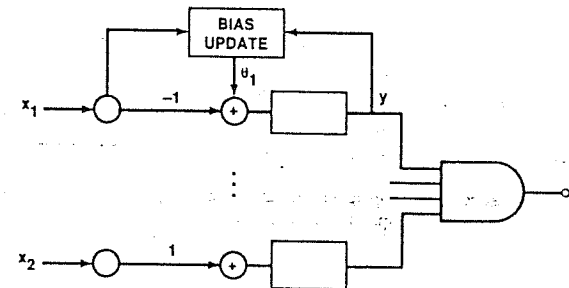 BIAS
UPDATE
θ₁
x₁
−1
+
y
x₂
1
+